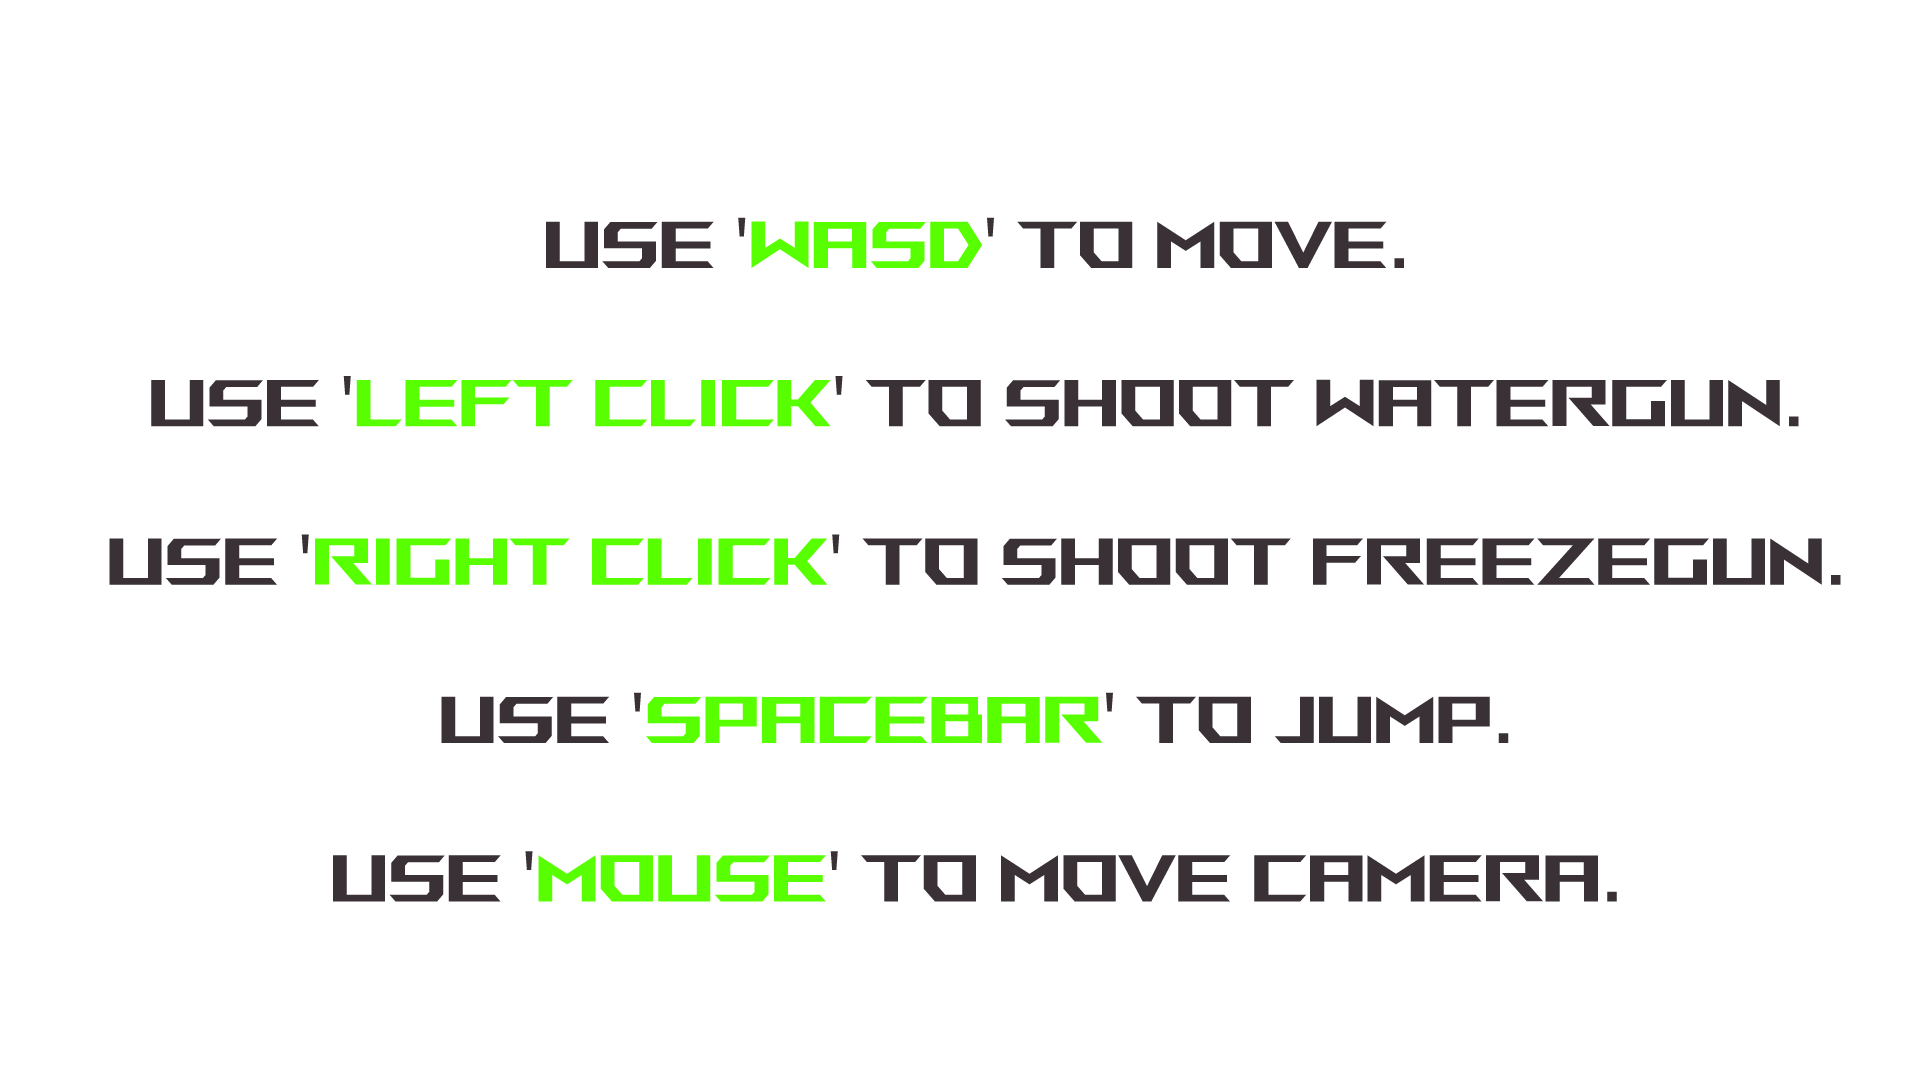 USE 'WASD' TO MOVE.
USE 'LEFT CLICK' TO SHOOT WATERGUN.
USE 'RIGHT CLICK' TO SHOOT FREEZEGUN.
USE 'SPACEBAR' TO JUMP.
USE 'MOUSE' TO MOVE CAMERA.